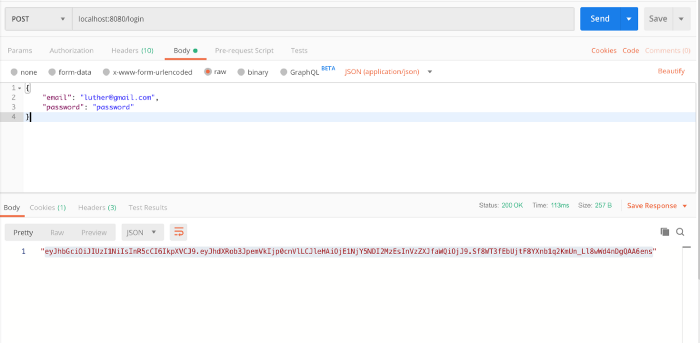 POST localhost:8080/login Send Save
Params Authorization Headers (10) Body Pre-request Script Tests Cookies Code Comments (0)
none form-data x-www-form-urlencoded raw binary GraphQL BETA JSON (application/json) Beautify
1 {
2 "email": "luther@gmail.com",
3 "password": "password"
4 }
Body Cookies (1) Headers (3) Test Results Status: 200 OK Time: 113ms Size: 257 B Save Response
Pretty Raw Preview JSON
1